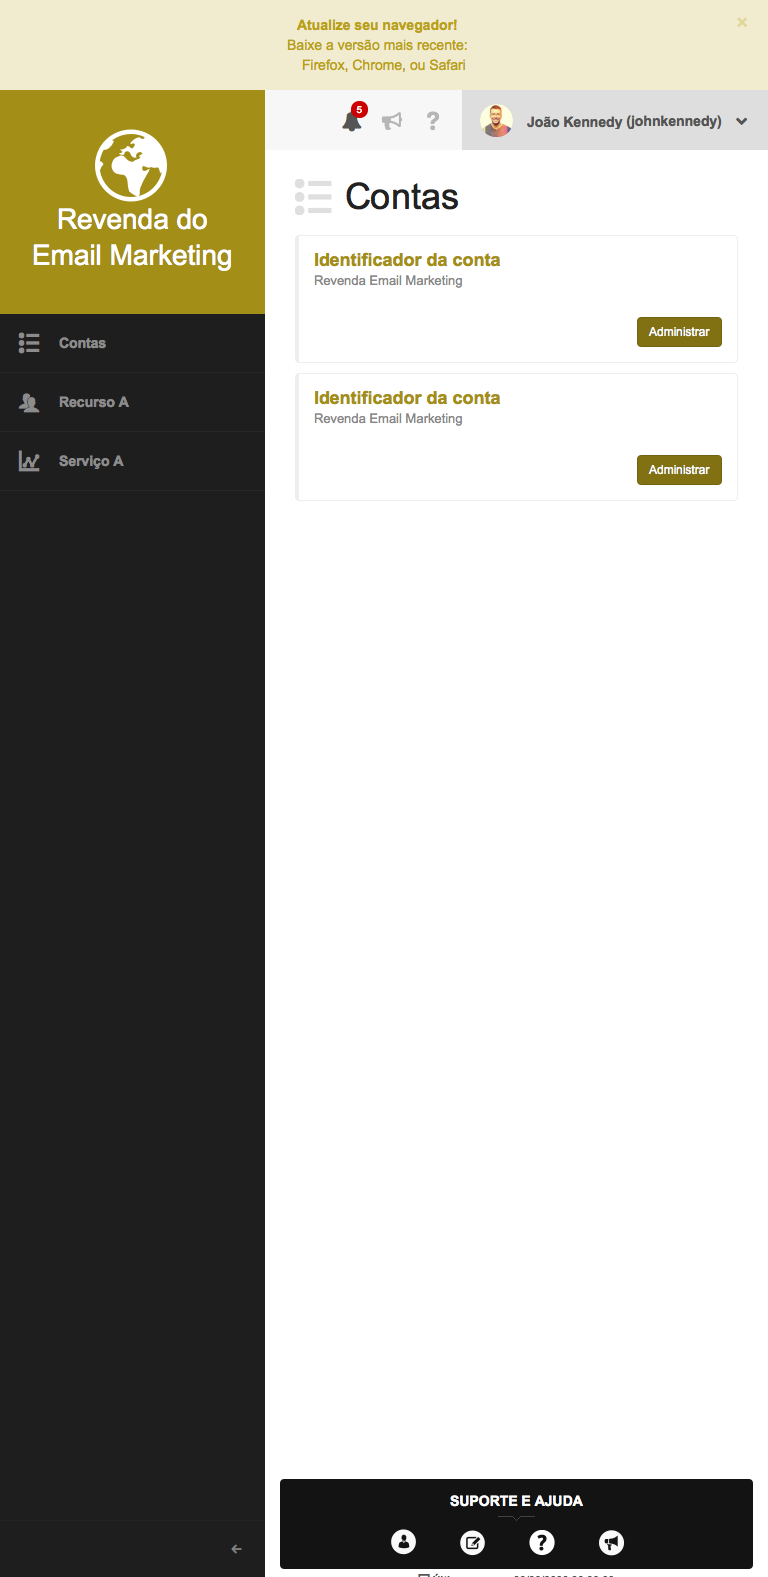 Atualize seu navegador!
Baixe a versão mais recente:
Firefox, Chrome, ou Safari
×
5
João Kennedy (johnkennedy)
Revenda do
Email Marketing
Contas
Recurso A
Serviço A
Contas
Identificador da conta
Revenda Email Marketing
Administrar
Identificador da conta
Revenda Email Marketing
Administrar
SUPORTE E AJUDA